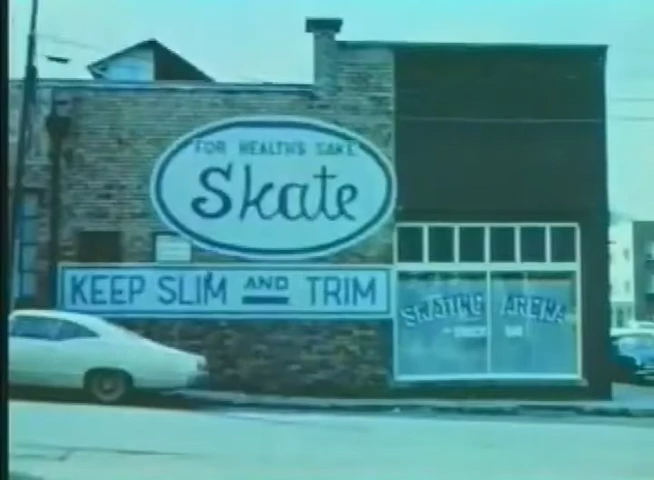 FOR HEALTH'S SAKE
Skate
KEEP SLIM AND TRIM
SKATING ARENA